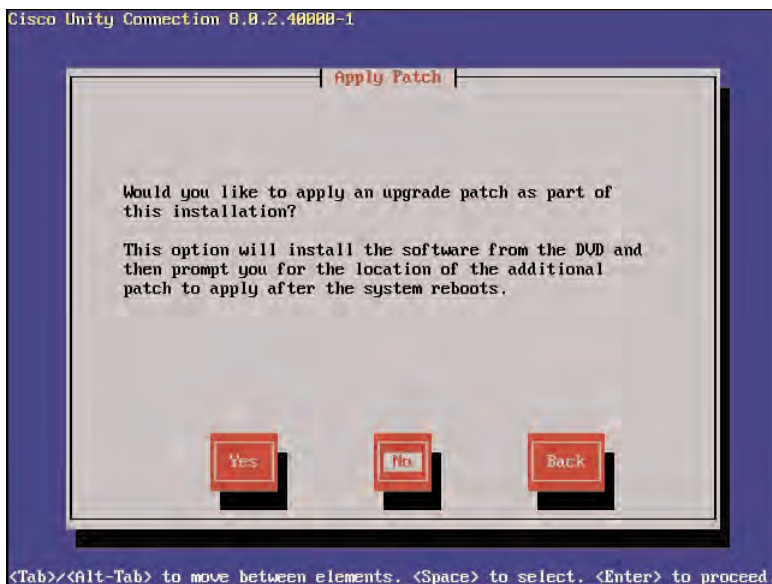 Cisco Unity Connection 8.0.2.40000-1
Apply Patch
Would you like to apply an upgrade patch as part of
this installation?
This option will install the software from the DVD and
then prompt you for the location of the additional
patch to apply after the system reboots.
Yes No Back
<Tab>/<Alt-Tab> to move between elements. <Space> to select. <Enter> to proceed